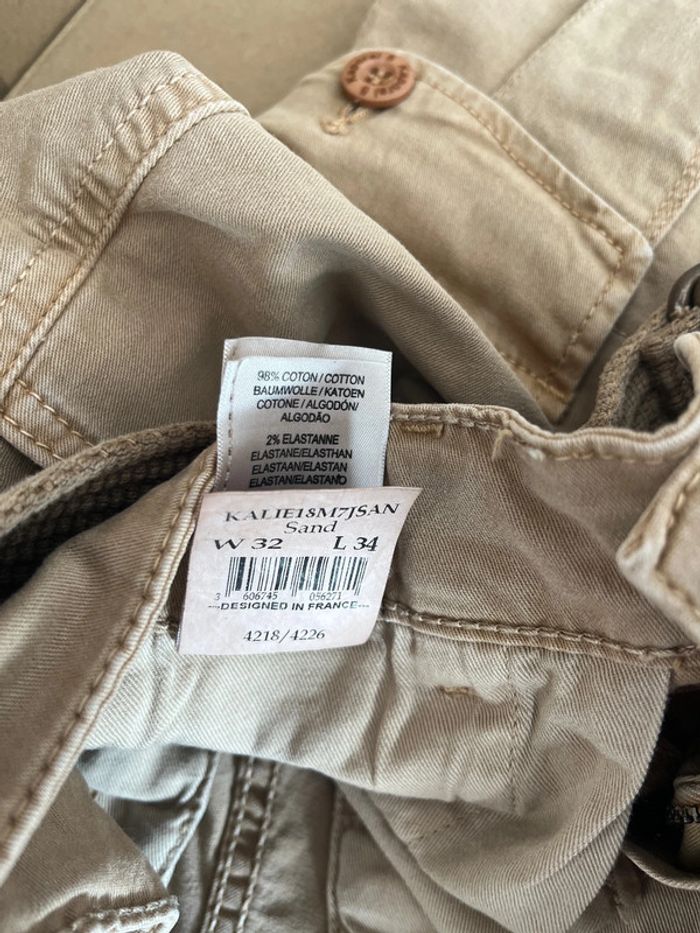 98% COTON/COTTON
BAUMWOLLE/KATOEN
COTONE/ALGODÓN/
ALGODÃO
2% ELASTANNE
ELASTANE/ELASTHAN
ELASTAAN/ELASTAN
ELASTAN/ELASTANO
KALIE18M7JSAN
Sand
W 32 L 34
3 606745 056271
---DESIGNED IN FRANCE---
4218/4226